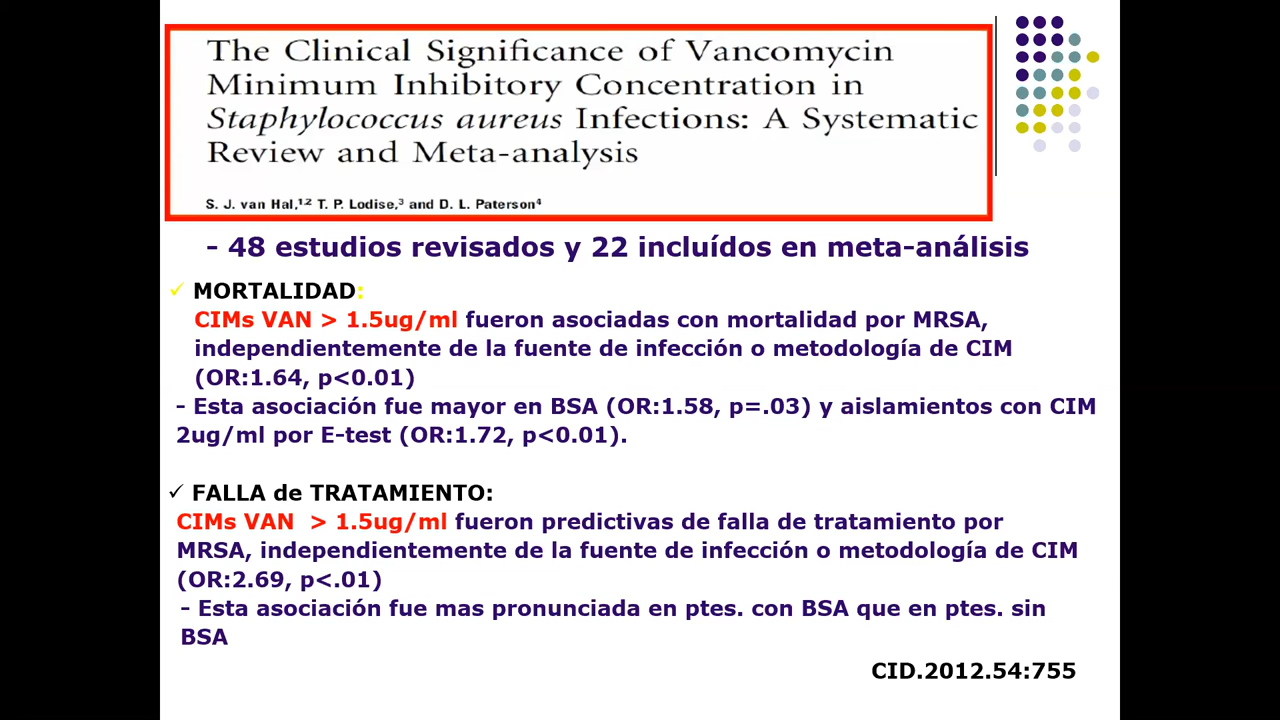 The Clinical Significance of Vancomycin
Minimum Inhibitory Concentration in
Staphylococcus aureus Infections: A Systematic
Review and Meta-analysis
S. J. van Hal,1,2 T. P. Lodise,3 and D. L. Paterson4
- 48 estudios revisados y 22 incluídos en meta-análisis
✓ MORTALIDAD:
CIMs VAN > 1.5ug/ml fueron asociadas con mortalidad por MRSA,
independientemente de la fuente de infección o metodología de CIM
(OR:1.64, p<0.01)
- Esta asociación fue mayor en BSA (OR:1.58, p=.03) y aislamientos con CIM
2ug/ml por E-test (OR:1.72, p<0.01).
✓ FALLA de TRATAMIENTO:
CIMs VAN > 1.5ug/ml fueron predictivas de falla de tratamiento por
MRSA, independientemente de la fuente de infección o metodología de CIM
(OR:2.69, p<.01)
- Esta asociación fue mas pronunciada en ptes. con BSA que en ptes. sin
BSA
CID.2012.54:755